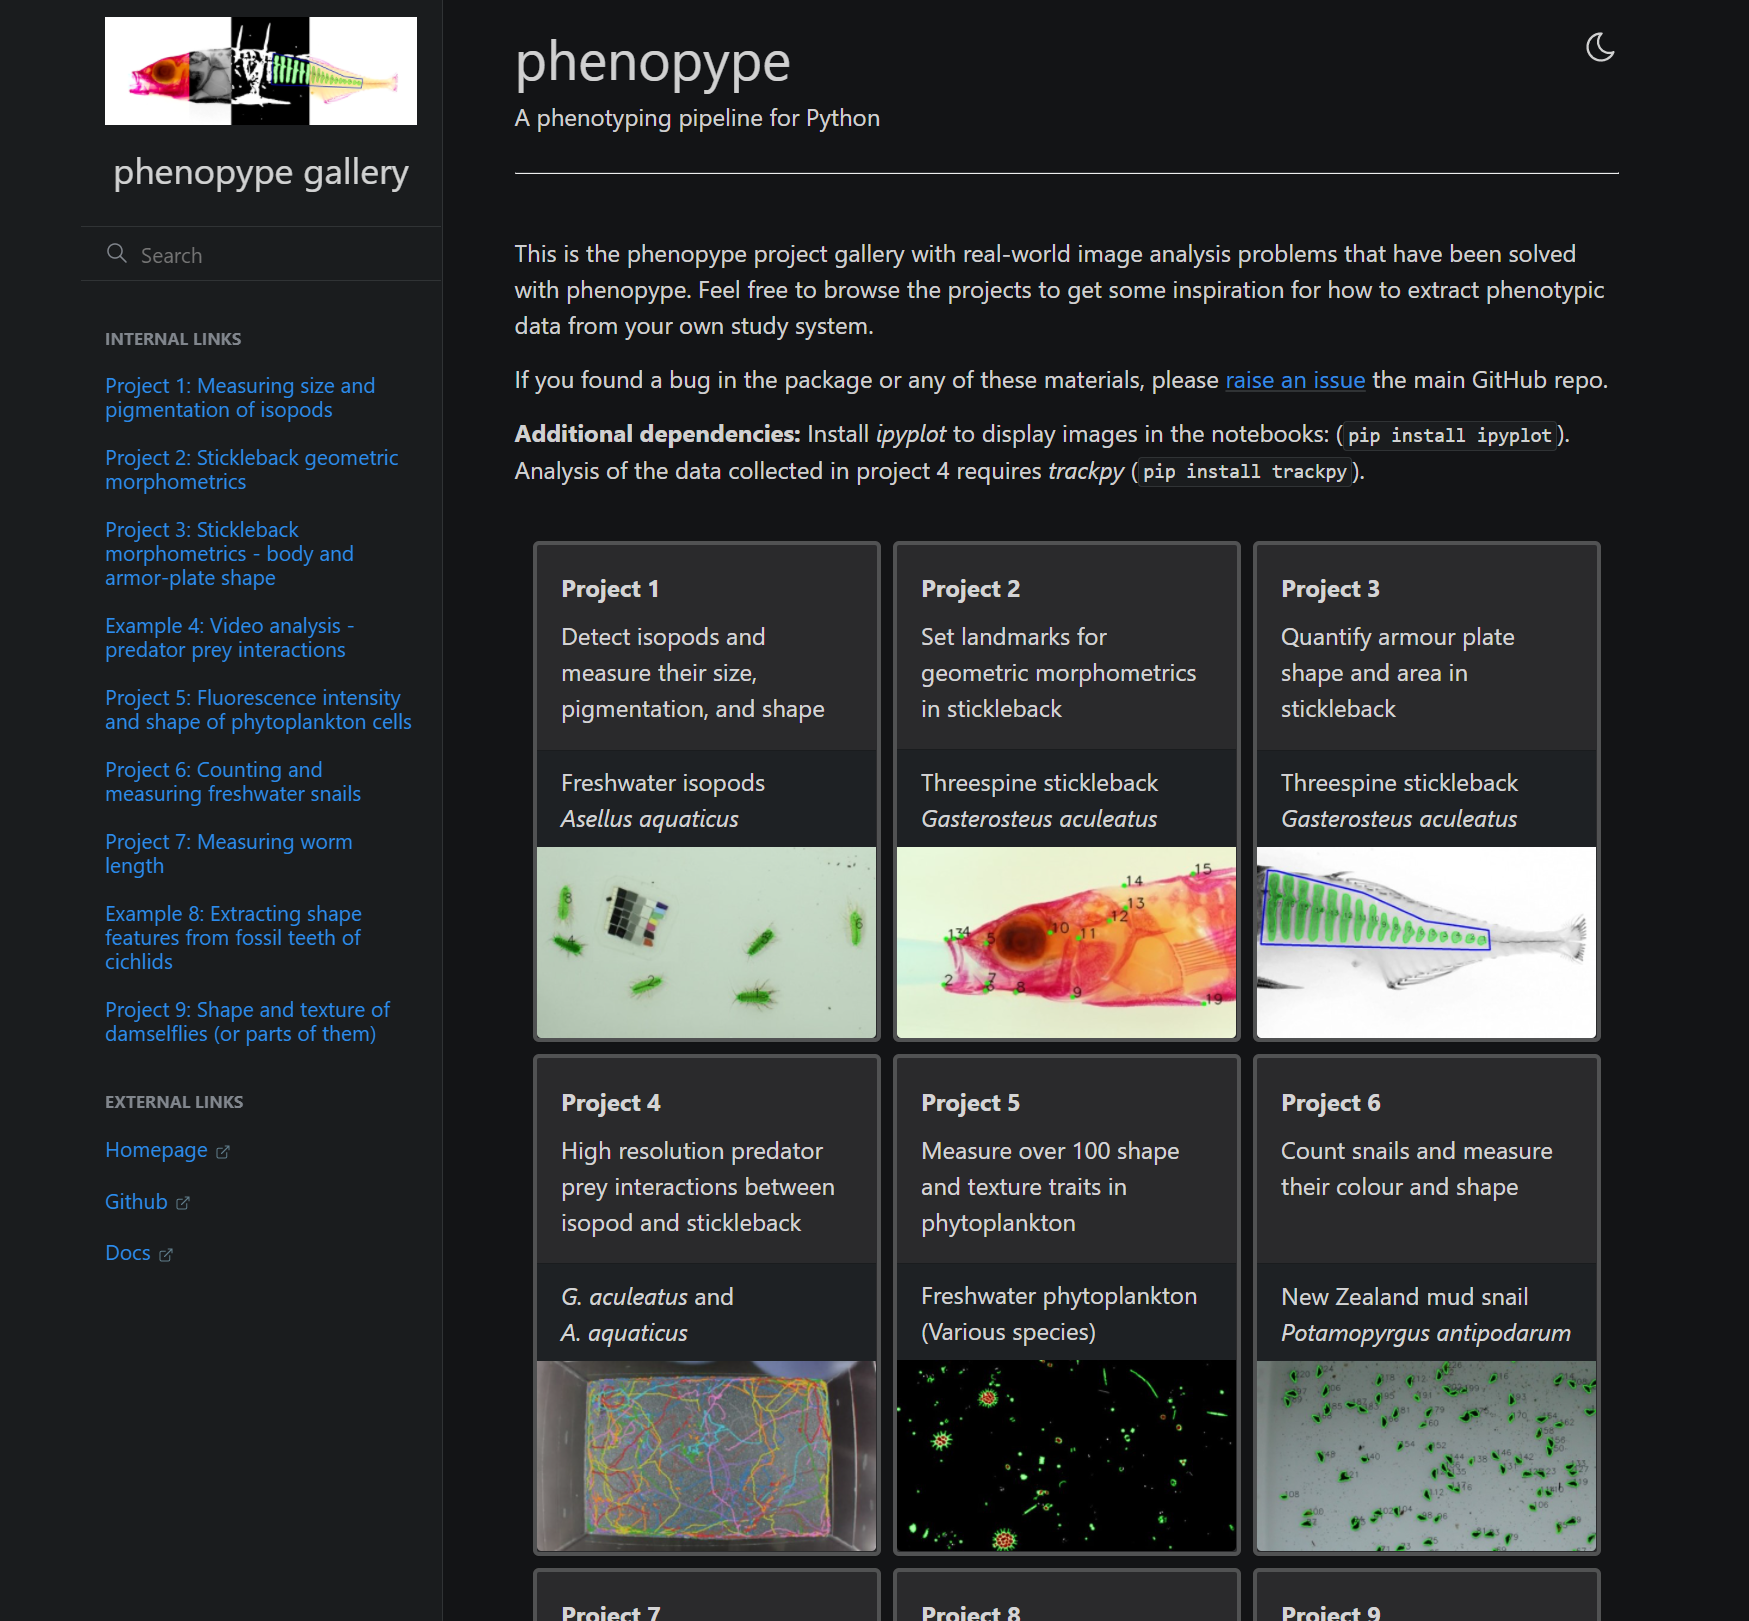 phenopype gallery
Search
INTERNAL LINKS
Project 1: Measuring size and
pigmentation of isopods
Project 2: Stickleback geometric
morphometrics
Project 3: Stickleback
morphometrics - body and
armor-plate shape
Example 4: Video analysis -
predator prey interactions
Project 5: Fluorescence intensity
and shape of phytoplankton cells
Project 6: Counting and
measuring freshwater snails
Project 7: Measuring worm
length
Example 8: Extracting shape
features from fossil teeth of
cichlids
Project 9: Shape and texture of
damselflies (or parts of them)
EXTERNAL LINKS
Homepage
Github
Docs
phenopype
A phenotyping pipeline for Python
This is the phenopype project gallery with real-world image analysis problems that have been solved
with phenopype. Feel free to browse the projects to get some inspiration for how to extract phenotypic
data from your own study system.
If you found a bug in the package or any of these materials, please raise an issue the main GitHub repo.
Additional dependencies: Install ipyplot to display images in the notebooks: (pip install ipyplot).
Analysis of the data collected in project 4 requires trackpy (pip install trackpy).
Project 1
Detect isopods and
measure their size,
pigmentation, and shape
Freshwater isopods
Asellus aquaticus
Project 2
Set landmarks for
geometric morphometrics
in stickleback
Threespine stickleback
Gasterosteus aculeatus
14
15
13
12
10
11
5
2
7
8
9
19
Project 3
Quantify armour plate
shape and area in
stickleback
Threespine stickleback
Gasterosteus aculeatus
Project 4
High resolution predator
prey interactions between
isopod and stickleback
G. aculeatus and
A. aquaticus
Project 5
Measure over 100 shape
and texture traits in
phytoplankton
Freshwater phytoplankton
(Various species)
Project 6
Count snails and measure
their colour and shape
New Zealand mud snail
Potamopyrgus antipodarum
Project 7
Project 8
Project 9